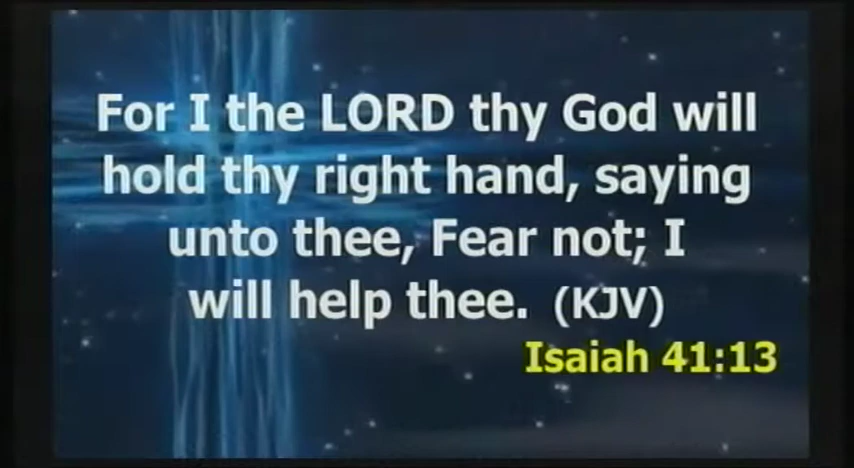 For I the LORD thy God will
hold thy right hand, saying
unto thee, Fear not; I
will help thee. (KJV)
Isaiah 41:13